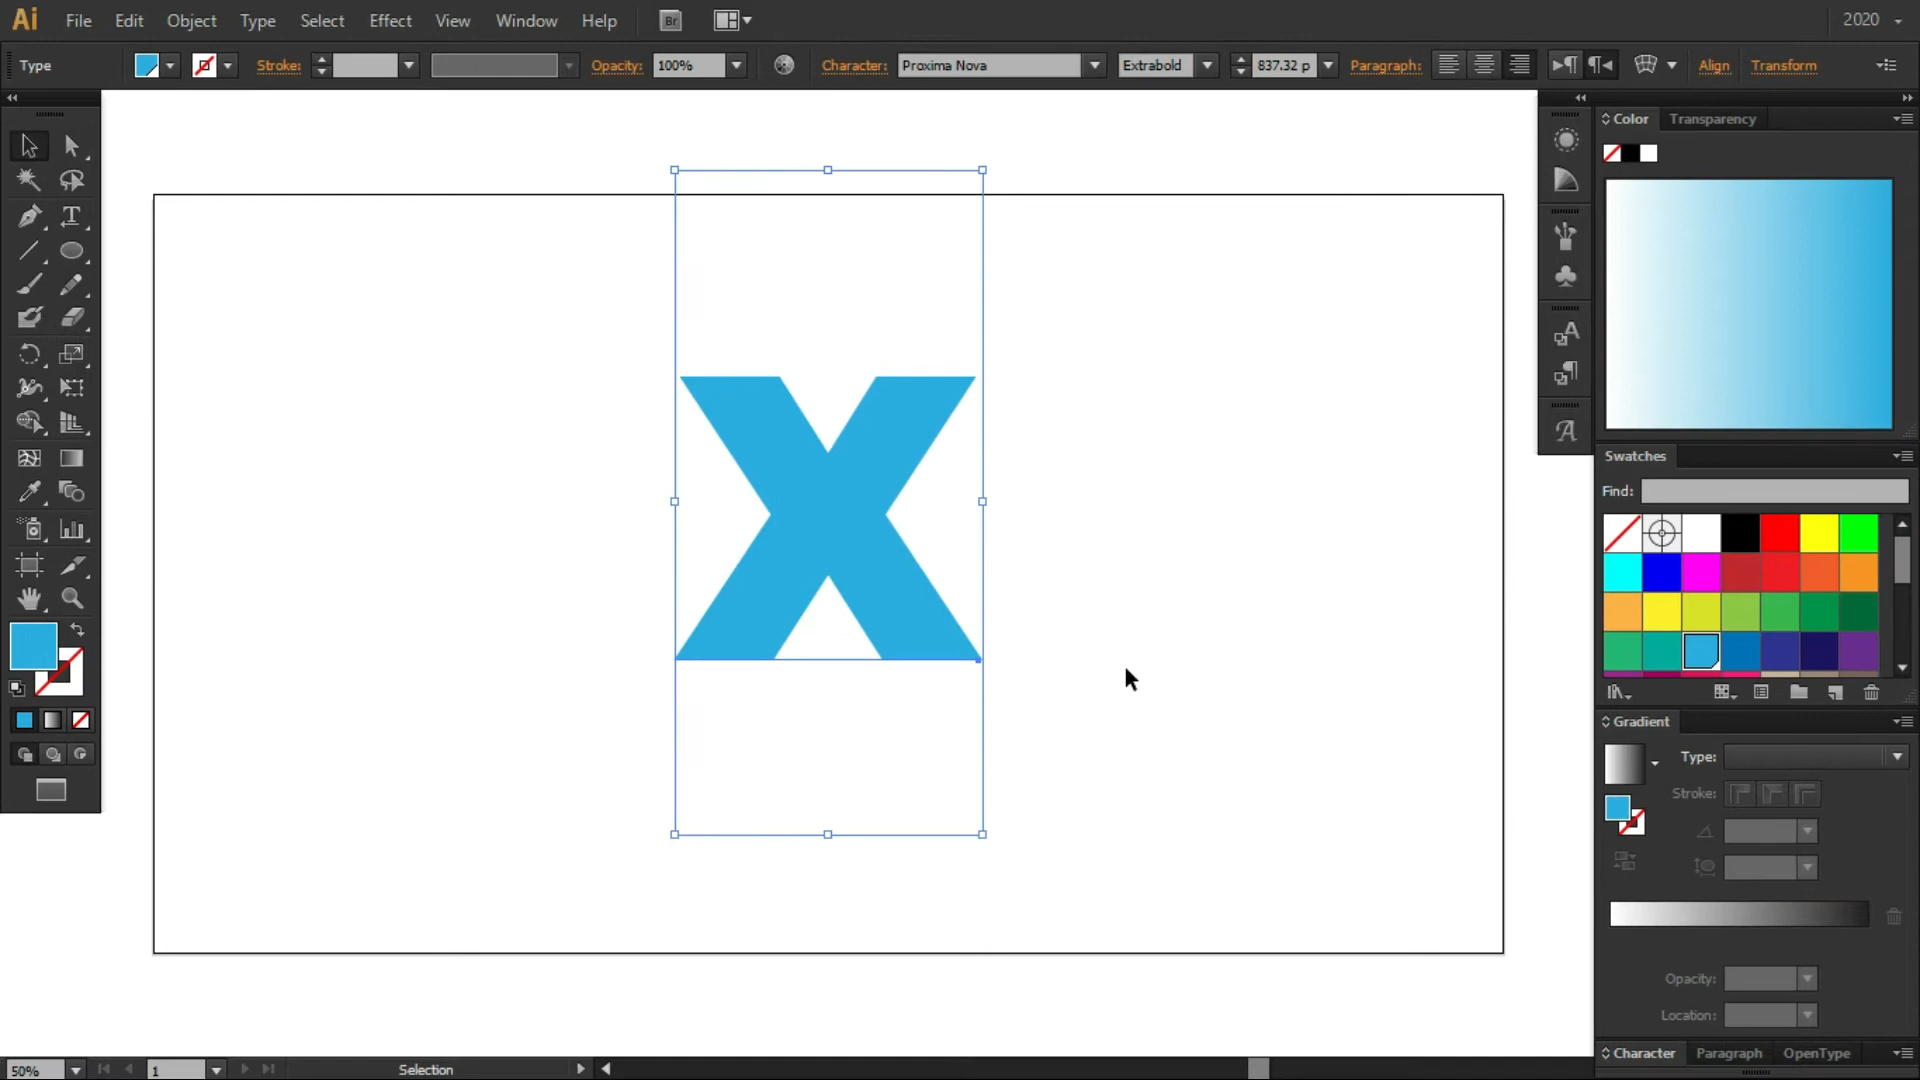 Ai File Edit Object Type Select Effect View Window Help Br 2020
Type Stroke: Opacity: 100% Character: Proxima Nova Extrabold 837.32 p Paragraph: Align Transform
Color Transparency
X
Swatches
Find:
Gradient
Type:
Stroke:
Opacity:
Location:
Character Paragraph OpenType
50% 1 Selection